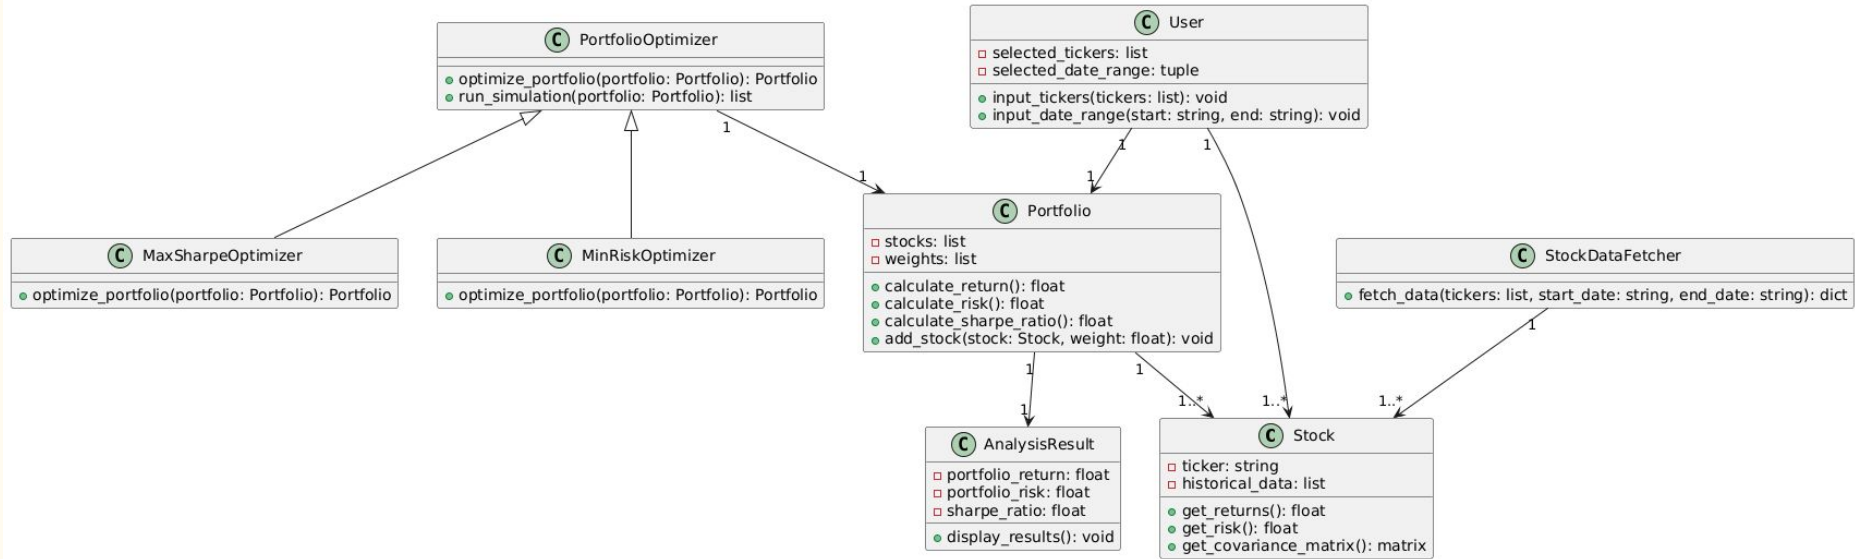 C PortfolioOptimizer
optimize_portfolio(portfolio: Portfolio): Portfolio
run_simulation(portfolio: Portfolio): list
C User
selected_tickers: list
selected_date_range: tuple
input_tickers(tickers: list): void
input_date_range(start: string, end: string): void
1
1
1
1
1
C MaxSharpeOptimizer
optimize_portfolio(portfolio: Portfolio): Portfolio
C MinRiskOptimizer
optimize_portfolio(portfolio: Portfolio): Portfolio
C Portfolio
stocks: list
weights: list
calculate_return(): float
calculate_risk(): float
calculate_sharpe_ratio(): float
add_stock(stock: Stock, weight: float): void
C StockDataFetcher
fetch_data(tickers: list, start_date: string, end_date: string): dict
1
1
1
1
1..*
1..*
1..*
C AnalysisResult
portfolio_return: float
portfolio_risk: float
sharpe_ratio: float
display_results(): void
C Stock
ticker: string
historical_data: list
get_returns(): float
get_risk(): float
get_covariance_matrix(): matrix